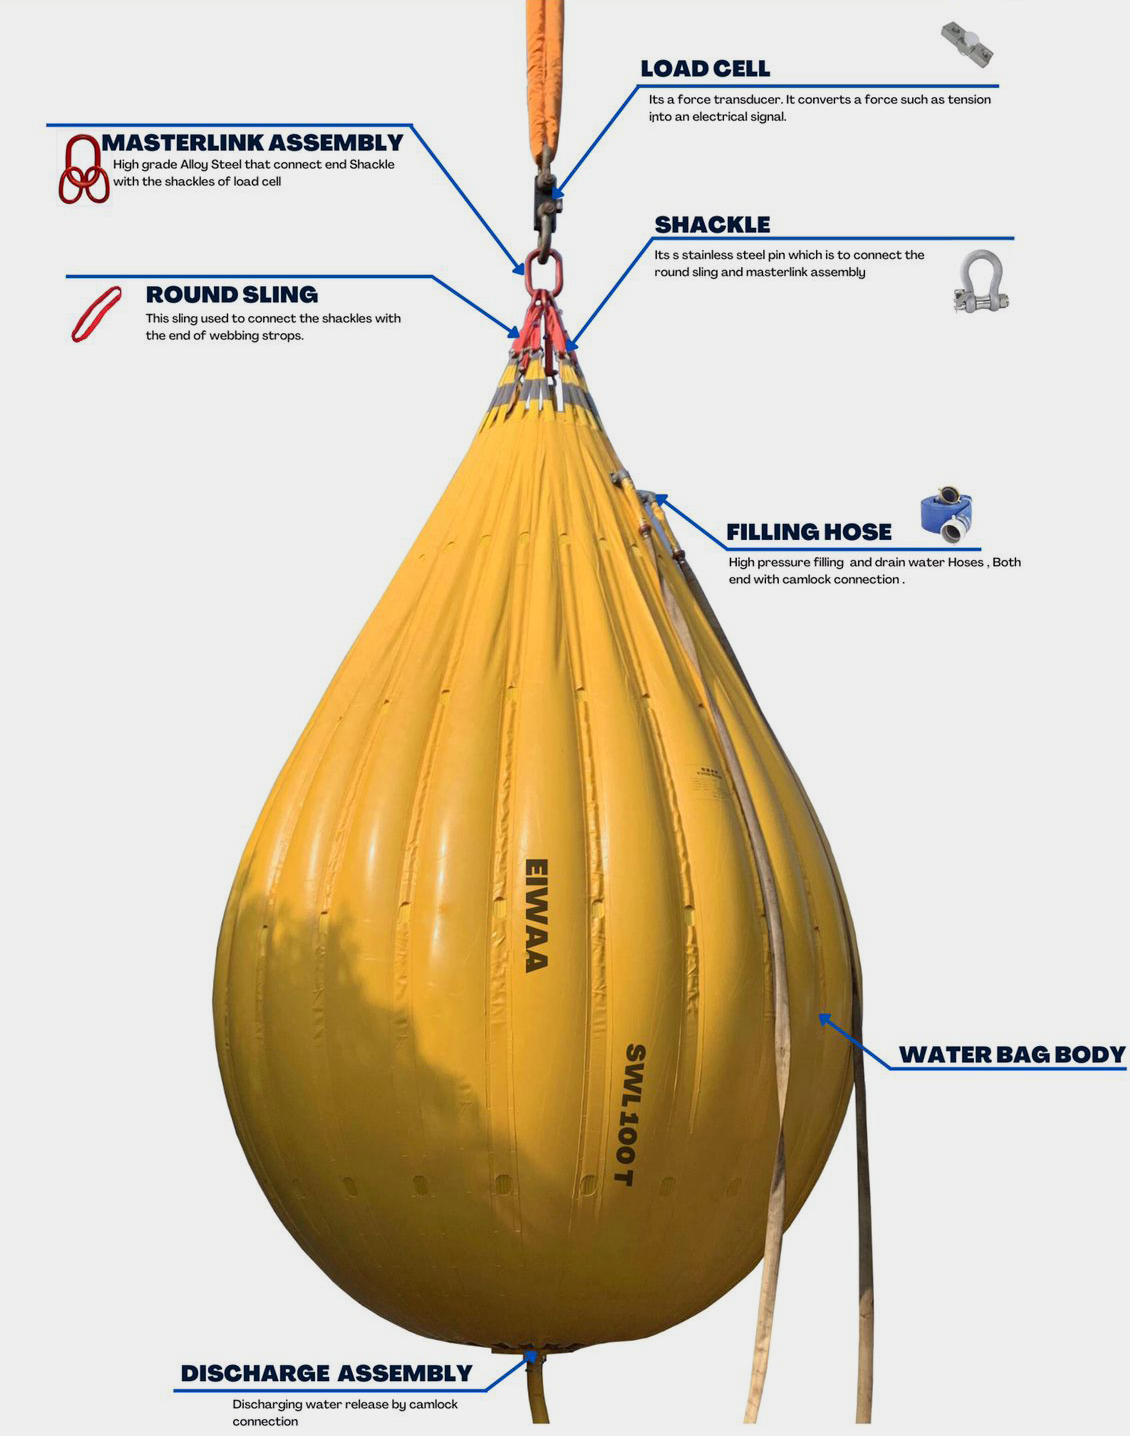 LOAD CELL
Its a force transducer. It converts a force such as tension
into an electrical signal.
MASTERLINK ASSEMBLY
High grade Alloy Steel that connect end Shackle
with the shackles of load cell
SHACKLE
Its s stainless steel pin which is to connect the
round sling and masterlink assembly
ROUND SLING
This sling used to connect the shackles with
the end of webbing strops.
FILLING HOSE
High pressure filling and drain water Hoses , Both
end with camlock connection .
EIWAA
SWL 100 T
WATER BAG BODY
DISCHARGE ASSEMBLY
Discharging water release by camlock
connection